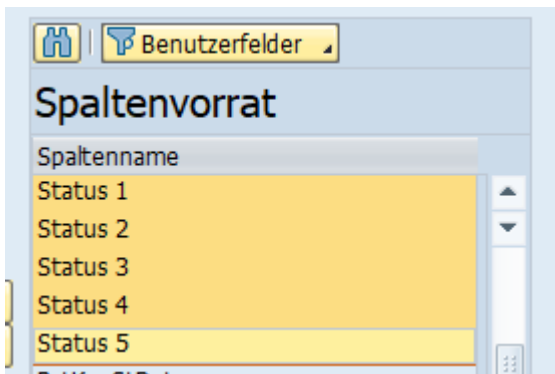 Benutzerfelder
Spaltenvorrat
Spaltenname
Status 1
Status 2
Status 3
Status 4
Status 5